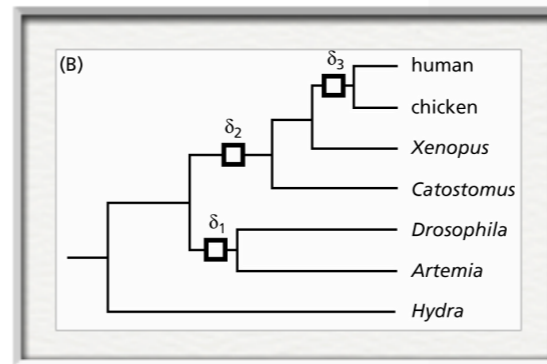 (B)
δ3
human
chicken
δ2
Xenopus
Catostomus
δ1
Drosophila
Artemia
Hydra